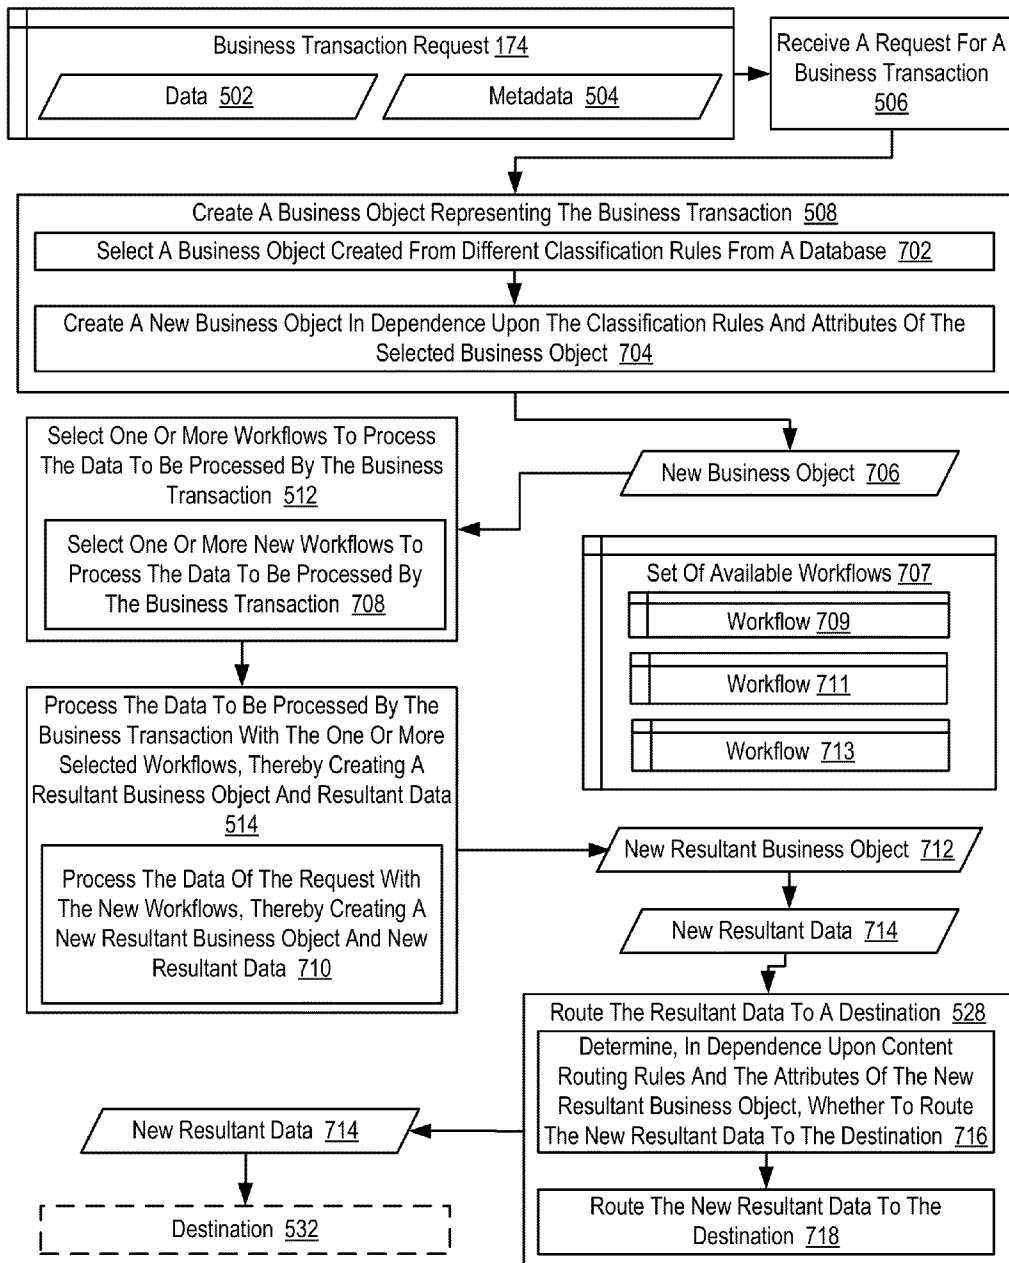 Business Transaction Request 174
Data 502
Metadata 504
Receive A Request For A
Business Transaction
506
Create A Business Object Representing The Business Transaction 508
Select A Business Object Created From Different Classification Rules From A Database 702
Create A New Business Object In Dependence Upon The Classification Rules And Attributes Of The
Selected Business Object 704
Select One Or More Workflows To Process
The Data To Be Processed By The Business
Transaction 512
New Business Object 706
Select One Or More New Workflows To
Process The Data To Be Processed By
The Business Transaction 708
Set Of Available Workflows 707
Workflow 709
Workflow 711
Workflow 713
Process The Data To Be Processed By The
Business Transaction With The One Or More
Selected Workflows, Thereby Creating A
Resultant Business Object And Resultant Data
514
Process The Data Of The Request With
The New Workflows, Thereby Creating A
New Resultant Business Object And New
Resultant Data 710
New Resultant Business Object 712
New Resultant Data 714
Route The Resultant Data To A Destination 528
Determine, In Dependence Upon Content
Routing Rules And The Attributes Of The New
Resultant Business Object, Whether To Route
The New Resultant Data To The Destination 716
Route The New Resultant Data To The
Destination 718
New Resultant Data 714
Destination 532